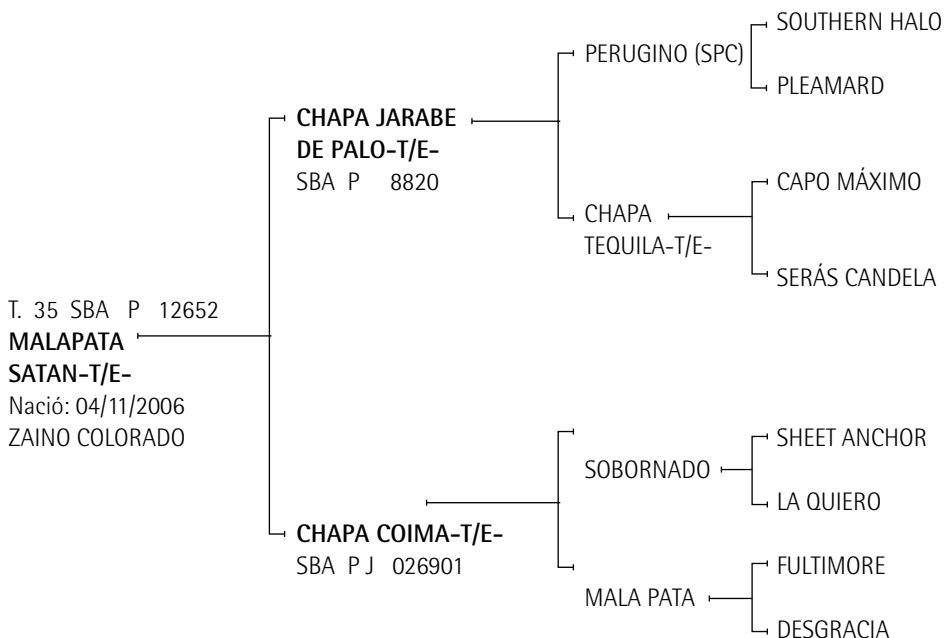 T. 35 SBA P 12652
MALAPATA
SATAN-T/E-
Nació: 04/11/2006
ZAINO COLORADO
CHAPA JARABE
DE PALO-T/E-
SBA P 8820
PERUGINO (SPC)
SOUTHERN HALO
PLEAMARD
CHAPA
TEQUILA-T/E-
CAPO MÁXIMO
SERÁS CANDELA
CHAPA COIMA-T/E-
SBA P J 026901
SOBORNADO
SHEET ANCHOR
LA QUIERO
MALA PATA
FULTIMORE
DESGRACIA